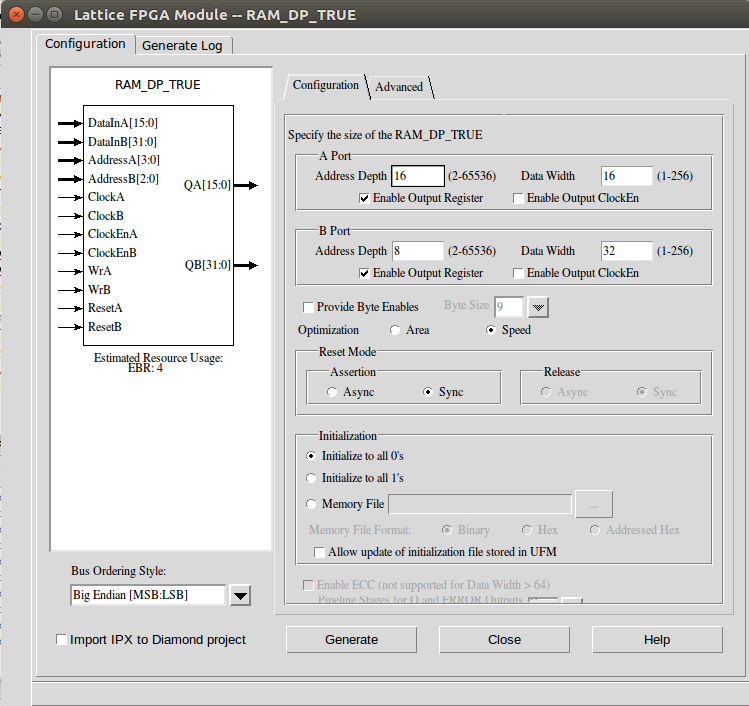 Lattice FPGA Module -- RAM_DP_TRUE
Configuration Generate Log
RAM_DP_TRUE
DataInA[15:0]
DataInB[31:0]
AddressA[3:0]
AddressB[2:0]
ClockA
ClockB
ClockEnA
ClockEnB
WrA
WrB
ResetA
ResetB
QA[15:0]
QB[31:0]
Estimated Resource Usage:
EBR: 4
Bus Ordering Style:
Big Endian [MSB:LSB]
Import IPX to Diamond project
Configuration Advanced
Specify the size of the RAM_DP_TRUE
A Port
Address Depth 16 (2-65536) Data Width 16 (1-256)
Enable Output Register Enable Output ClockEn
B Port
Address Depth 8 (2-65536) Data Width 32 (1-256)
Enable Output Register Enable Output ClockEn
Provide Byte Enables Byte Size 9
Optimization Area Speed
Reset Mode
Assertion Release
Async Sync Async Sync
Initialization
Initialize to all 0's
Initialize to all 1's
Memory File ...
Memory File Format: Binary Hex Addressed Hex
Allow update of initialization file stored in UFM
Enable ECC (not supported for Data Width > 64)
Pipeline Stages for Q and ERROR Outputs
Generate Close Help